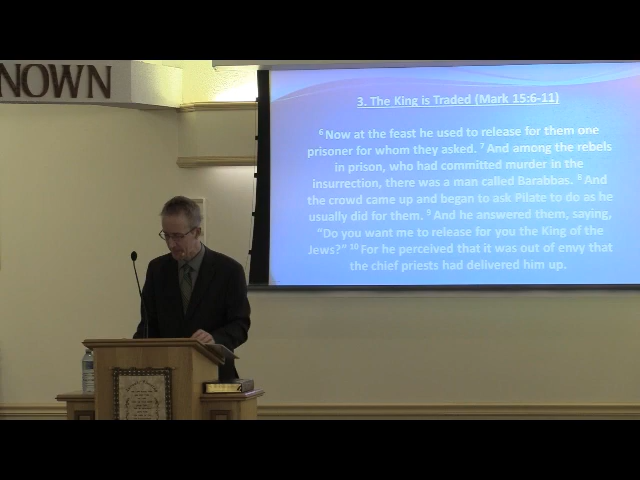 NOWN
3. The King is Traded (Mark 15:6-11)
6 Now at the feast he used to release for them one
prisoner for whom they asked. 7 And among the rebels
in prison, who had committed murder in the
insurrection, there was a man called Barabbas. 8 And
the crowd came up and began to ask Pilate to do as he
usually did for them. 9 And he answered them, saying,
“Do you want me to release for you the King of the
Jews?” 10 For he perceived that it was out of envy that
the chief priests had delivered him up.